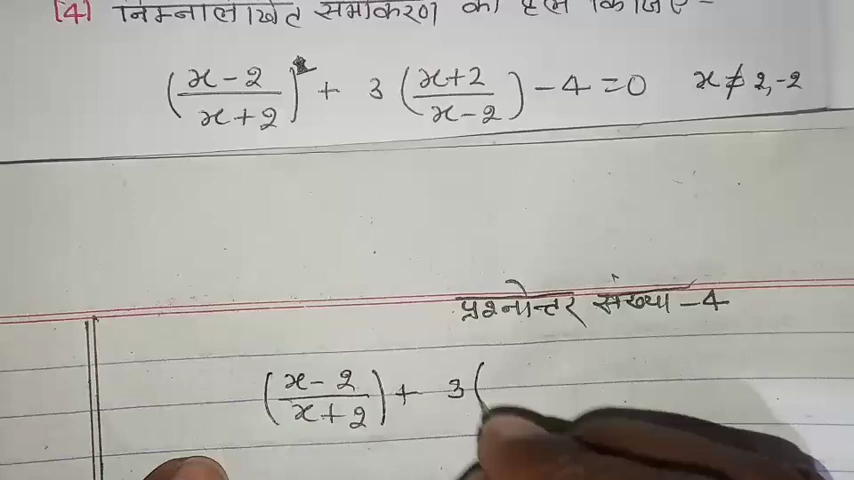 [4] निम्नलिखित समीकरण को हल किजिए -
(x-2/x+2) + 3 (x+2/x-2) - 4 = 0 x ≠ 2, -2
प्रश्नोत्तर संख्या - 4
(x-2/x+2) + 3 (